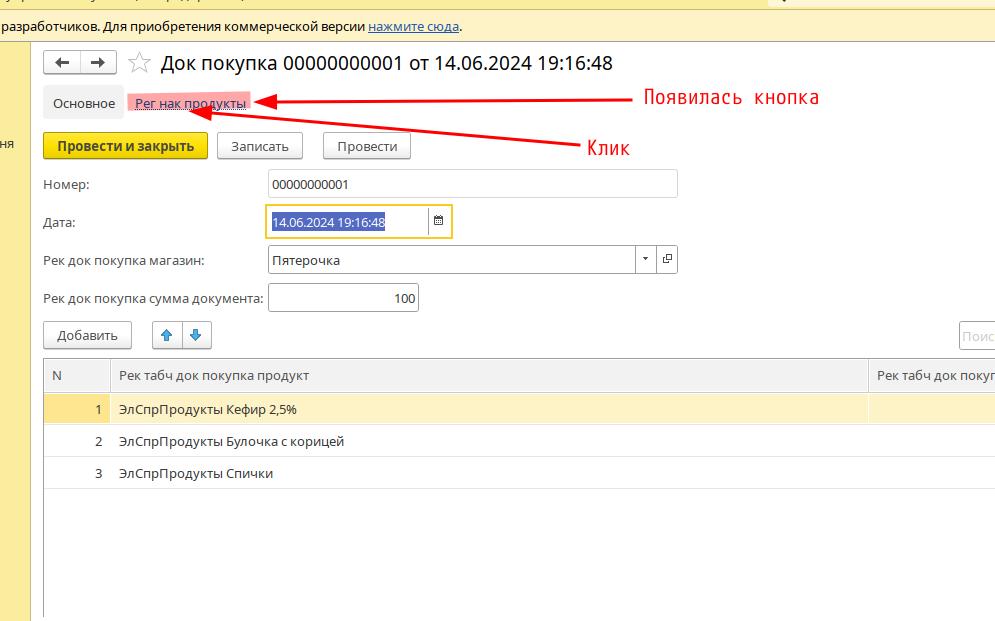 разработчиков. Для приобретения коммерческой версии нажмите сюда.
Док покупка 00000000001 от 14.06.2024 19:16:48
Основное Рег нак продукты Появилась кнопка
ня Провести и закрыть Записать Провести Клик
Номер: 00000000001
Дата: 14.06.2024 19:16:48
Рек док покупка магазин: Пятерочка
Рек док покупка сумма документа: 100
Добавить Поис
N Рек табч док покупка продукт Рек табч док покуп
1 ЭлСпрПродукты Кефир 2,5%
2 ЭлСпрПродукты Булочка с корицей
3 ЭлСпрПродукты Спички